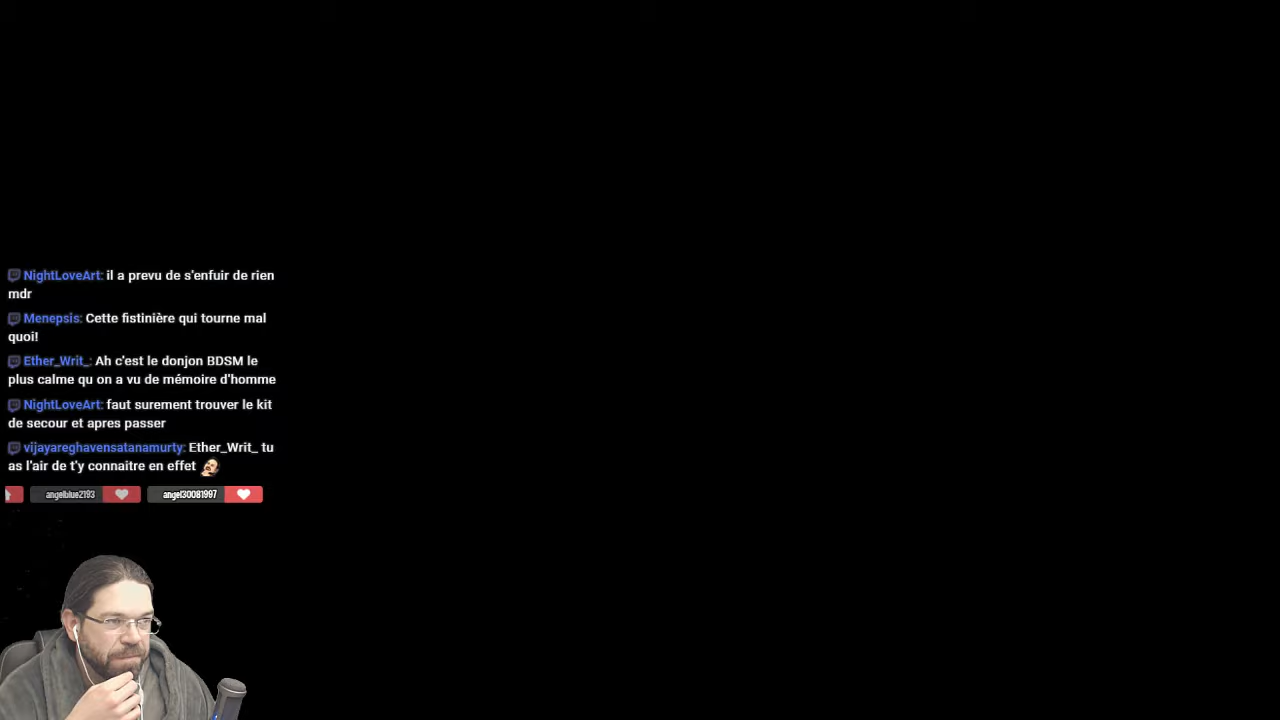 NightLoveArt: il a prevu de s'enfuir de rien
mdr
Menepsis: Cette fistinière qui tourne mal
quoi!
Ether_Writ_: Ah c'est le donjon BDSM le
plus calme qu on a vu de mémoire d'homme
NightLoveArt: faut surement trouver le kit
de secour et apres passer
vijayareghavensatanamurty: Ether_Writ_ tu
as l'air de t'y connaitre en effet
angelblue2193 angel30081997